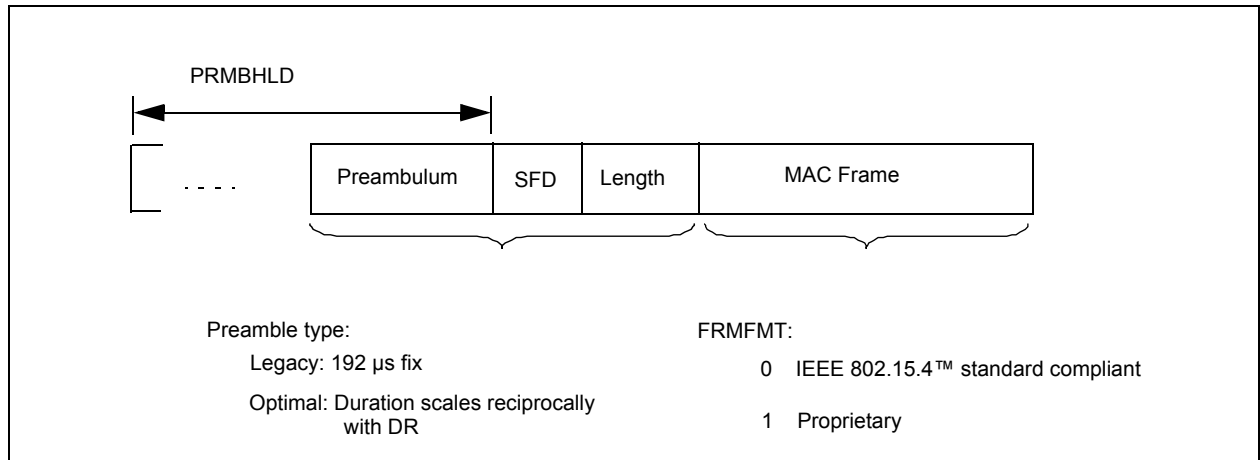 PRMBHLD
. . . .
Preambulum SFD Length MAC Frame
Preamble type:
Legacy: 192 µs fix
Optimal: Duration scales reciprocally
with DR
FRMFMT:
0 IEEE 802.15.4™ standard compliant
1 Proprietary